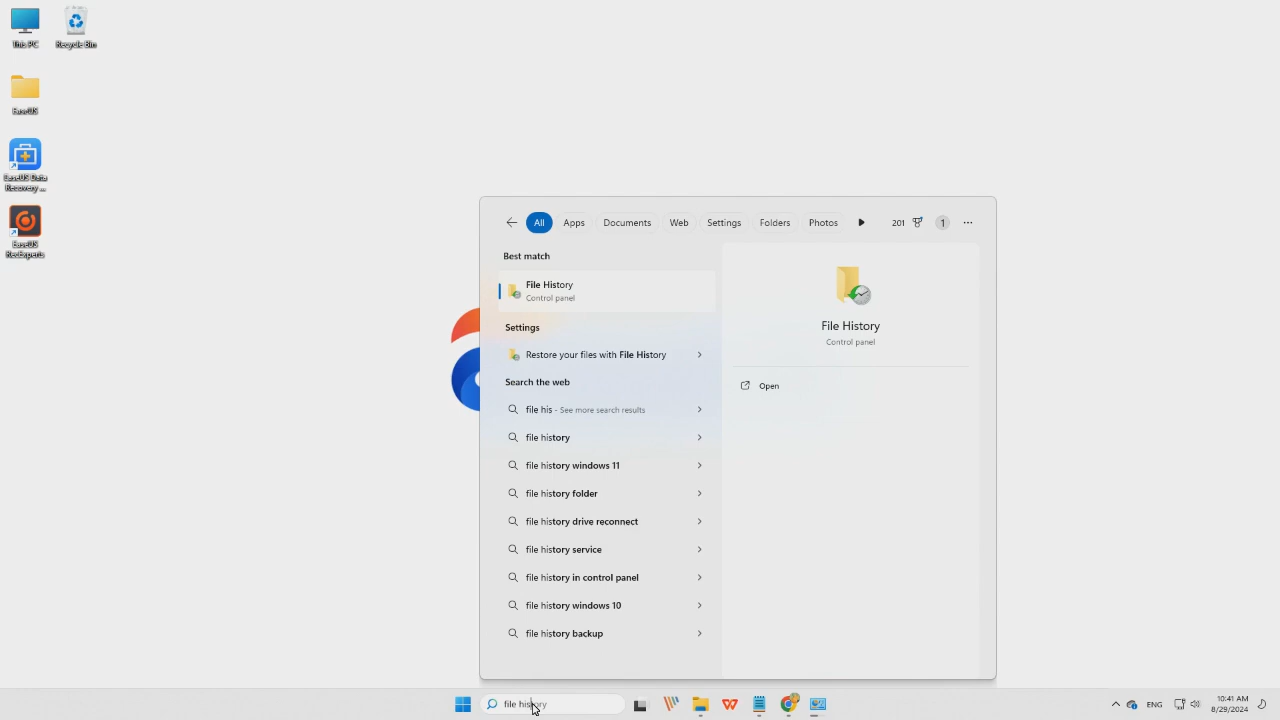 This PC
Recycle Bin
EaseUS
EaseUS Data
Recovery ...
EaseUS
RecExperts
All
Apps
Documents
Web
Settings
Folders
Photos
201
1
Best match
File History
Control panel
Settings
Restore your files with File History
Search the web
file his - See more search results
file history
file history windows 11
file history folder
file history drive reconnect
file history service
file history in control panel
file history windows 10
file history backup
File History
Control panel
Open
file history
ENG
10:41 AM
8/29/2024